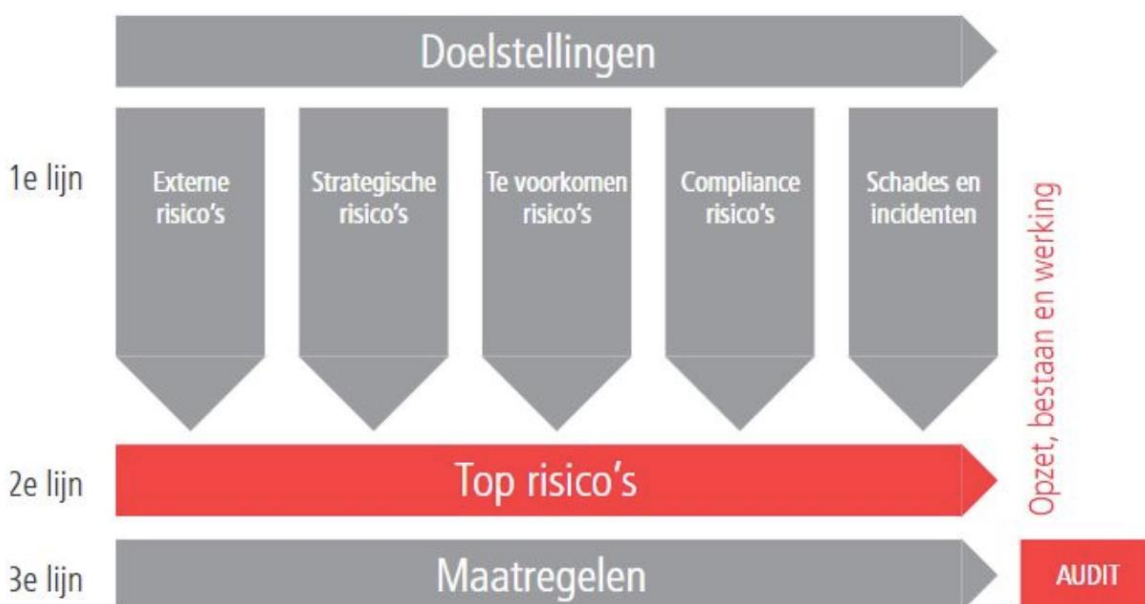 Doelstellingen
1e lijn
Externe
risico's
Strategische
risico's
Te voorkomen
risico's
Compliance
risico's
Schades en
incidenten
Opzet, bestaan en werking
2e lijn
Top risico's
3e lijn
Maatregelen
AUDIT